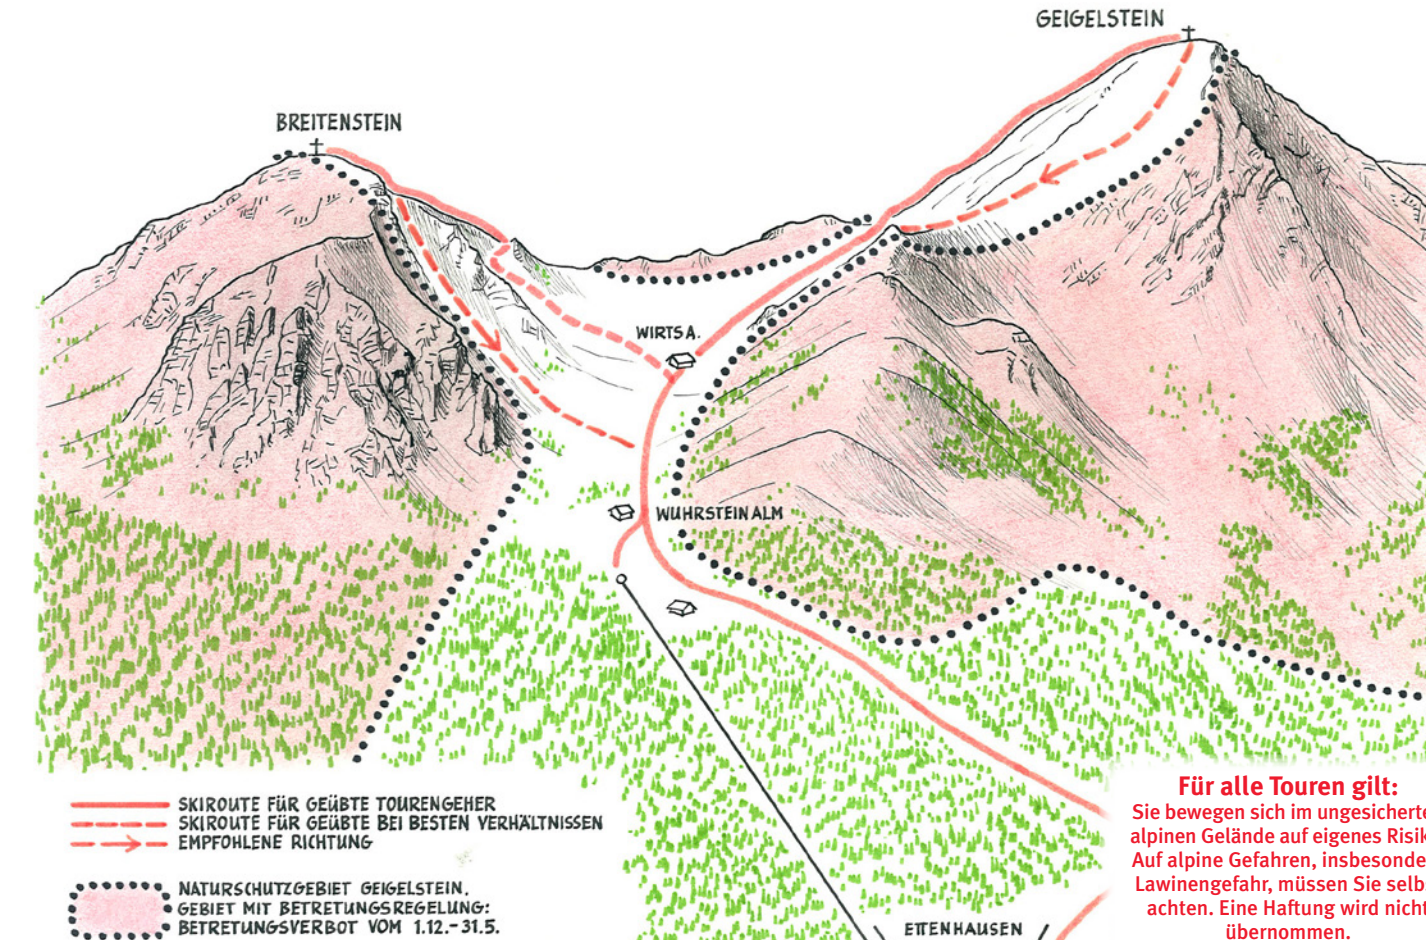 GEIGELSTEIN
BREITENSTEIN
WIRTSA.
WUHRSTEINALM
SKIROUTE FÜR GEÜBTE TOURENGEHER
SKIROUTE FÜR GEÜBTE BEI BESTEN VERHÄLTNISSEN
EMPFOHLENE RICHTUNG
NATURSCHUTZGEBIET GEIGELSTEIN.
GEBIET MIT BETRETUNGSREGELUNG:
BETRETUNGSVERBOT VOM 1.12.-31.5.
ETTENHAUSEN
Für alle Touren gilt:
Sie bewegen sich im ungesicherte
alpinen Gelände auf eigenes Risik
Auf alpine Gefahren, insbesonde
Lawinengefahr, müssen Sie selb
achten. Eine Haftung wird nicht
übernommen.